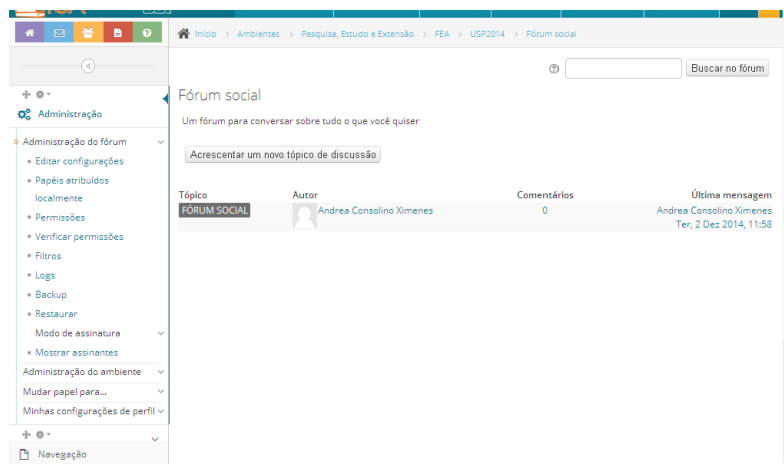 Início > Ambientes > Pesquisa, Estudo e Extensão > FEA > USP2014 > Fórum social
Buscar no fórum
Administração
Administração do fórum
Editar configurações
Papéis atribuídos
localmente
Permissões
Verificar permissões
Filtros
Logs
Backup
Restaurar
Modo de assinatura
Mostrar assinantes
Administração do ambiente
Mudar papel para...
Minhas configurações de perfil
Navegação
Fórum social
Um fórum para conversar sobre tudo o que você quiser
Acrescentar um novo tópico de discussão
Tópico Autor Comentários Última mensagem
FÓRUM SOCIAL Andrea Consolino Ximenes 0 Andrea Consolino Ximenes
Ter, 2 Dez 2014, 11:58